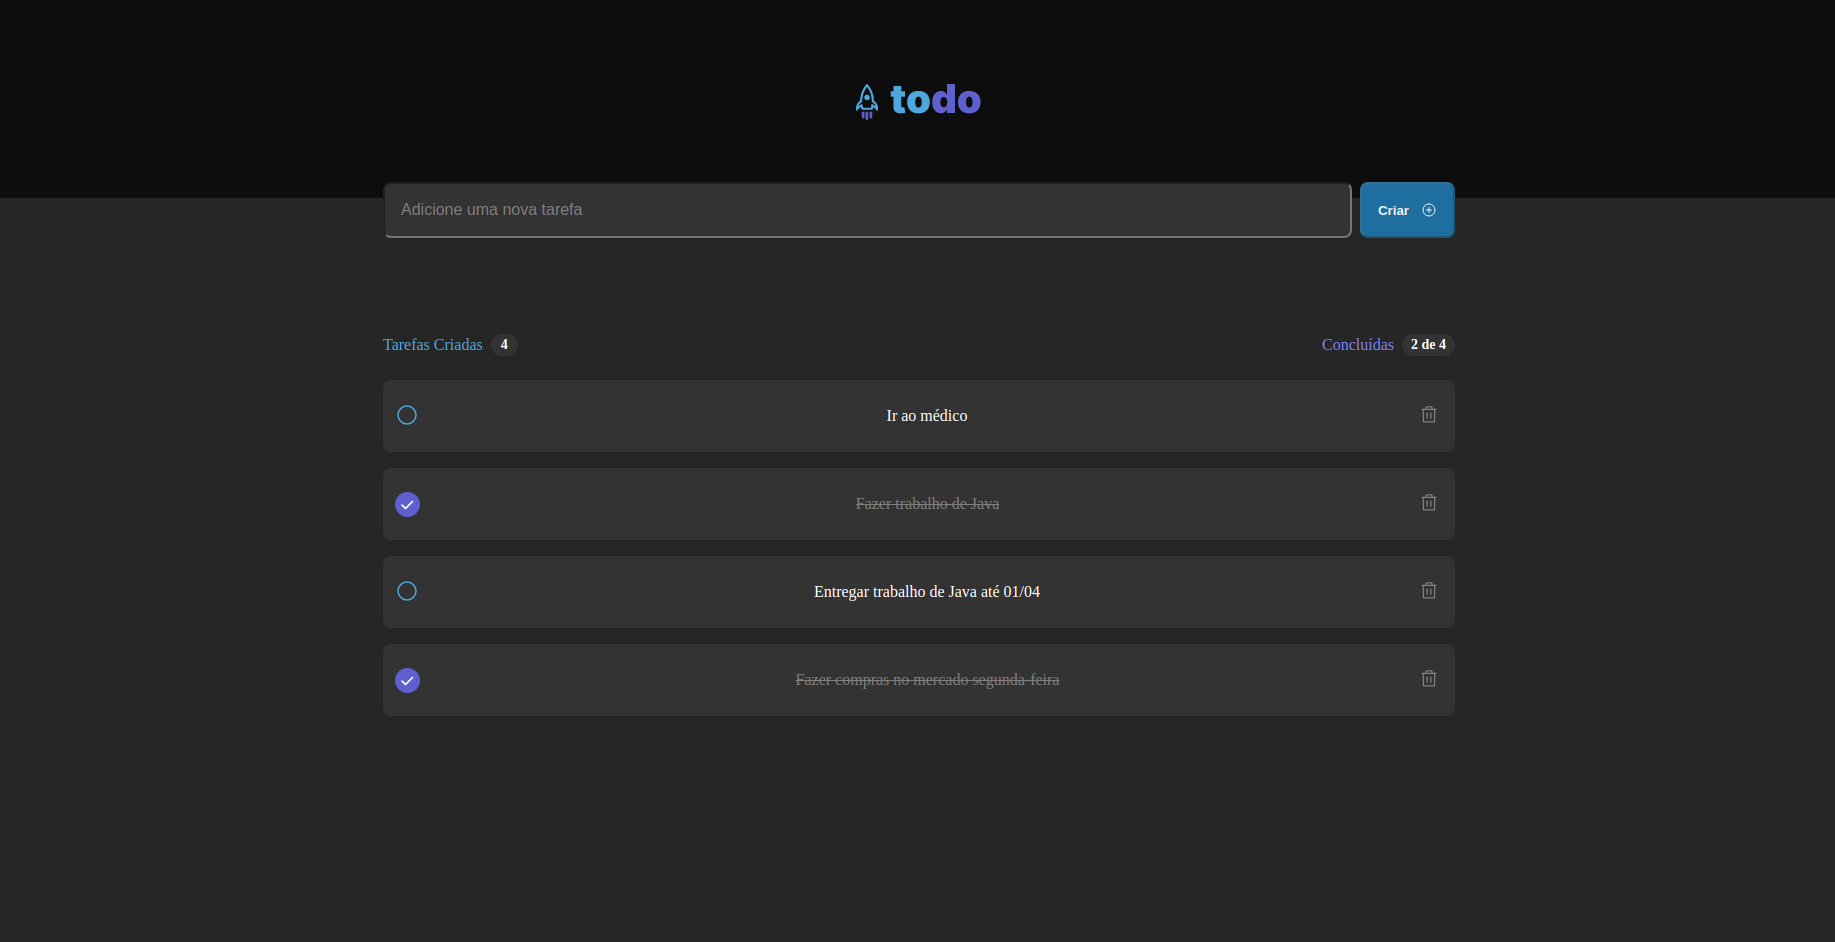 todo
Adicione uma nova tarefa
Criar
Tarefas Criadas 4
Concluídas 2 de 4
Ir ao médico
Fazer trabalho de Java
Entregar trabalho de Java até 01/04
Fazer compras no mercado segunda-feira